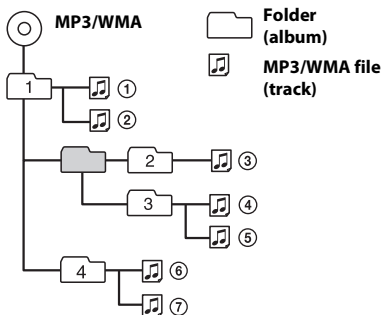 MP3/WMA
Folder
(album)
MP3/WMA file
(track)
1
①
②
2
③
3
④
⑤
4
⑥
⑦